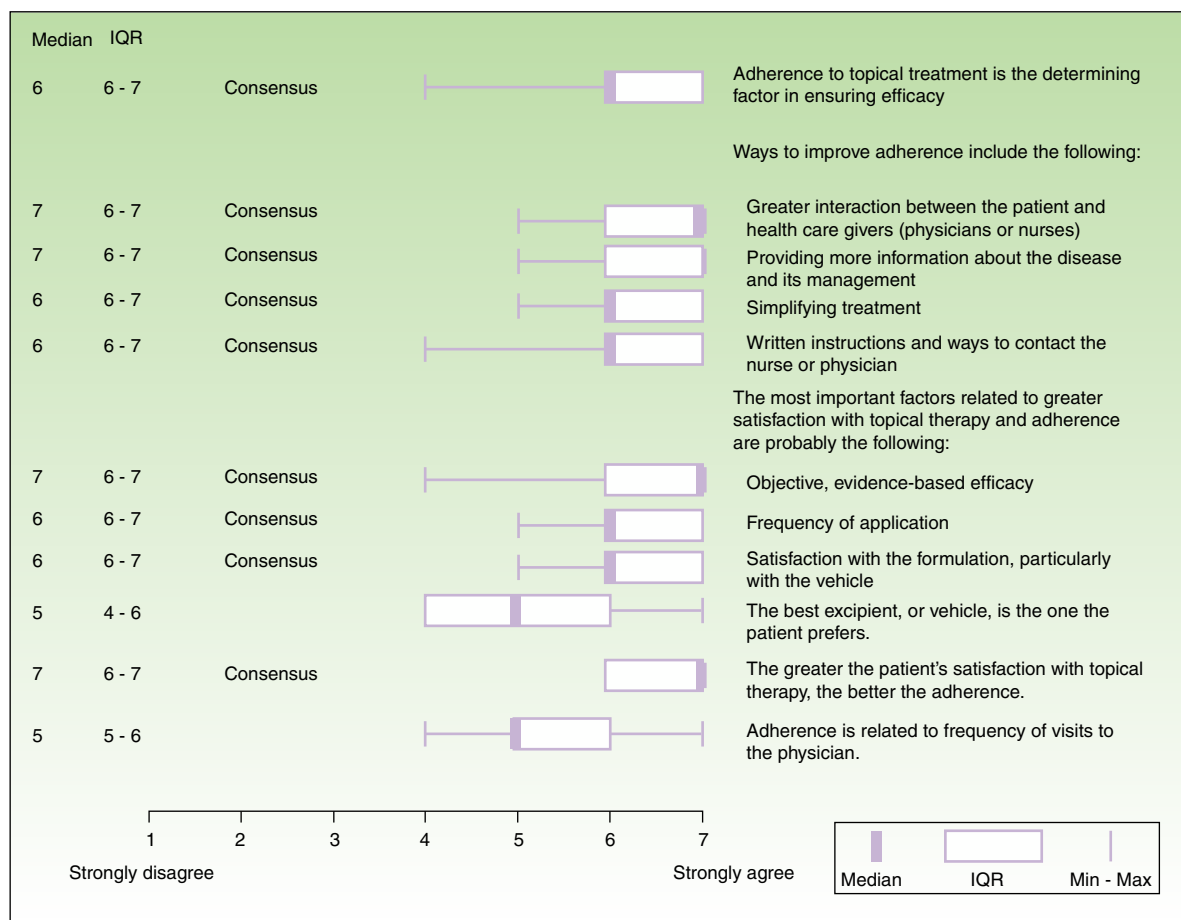 Median IQR
6 6 - 7 Consensus Adherence to topical treatment is the determining
factor in ensuring efficacy
Ways to improve adherence include the following:
7 6 - 7 Consensus Greater interaction between the patient and
health care givers (physicians or nurses)
7 6 - 7 Consensus Providing more information about the disease
and its management
6 6 - 7 Consensus Simplifying treatment
6 6 - 7 Consensus Written instructions and ways to contact the
nurse or physician
The most important factors related to greater
satisfaction with topical therapy and adherence
are probably the following:
7 6 - 7 Consensus Objective, evidence-based efficacy
6 6 - 7 Consensus Frequency of application
6 6 - 7 Consensus Satisfaction with the formulation, particularly
with the vehicle
5 4 - 6 The best excipient, or vehicle, is the one the
patient prefers.
7 6 - 7 Consensus The greater the patient's satisfaction with topical
therapy, the better the adherence.
5 5 - 6 Adherence is related to frequency of visits to
the physician.
1 2 3 4 5 6 7
Strongly disagree Strongly agree
Median IQR Min - Max